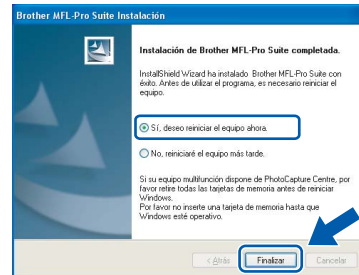 Brother MFL-Pro Suite Instalación
Instalación de Brother MFL-Pro Suite completada.
InstallShield Wizard ha instalado Brother MFL-Pro Suite con
éxito. Antes de utilizar el programa, es necesario reiniciar el
equipo.
Sí, deseo reiniciar el equipo ahora.
No, reiniciaré el equipo más tarde.
Si su equipo multifunción dispone de PhotoCapture Centre, por
favor retire todas las tarjetas de memoria antes de reiniciar
Windows.
Por favor no inserte una tarjeta de memoria hasta que
Windows esté operativo.
< Atrás Finalizar Cancelar